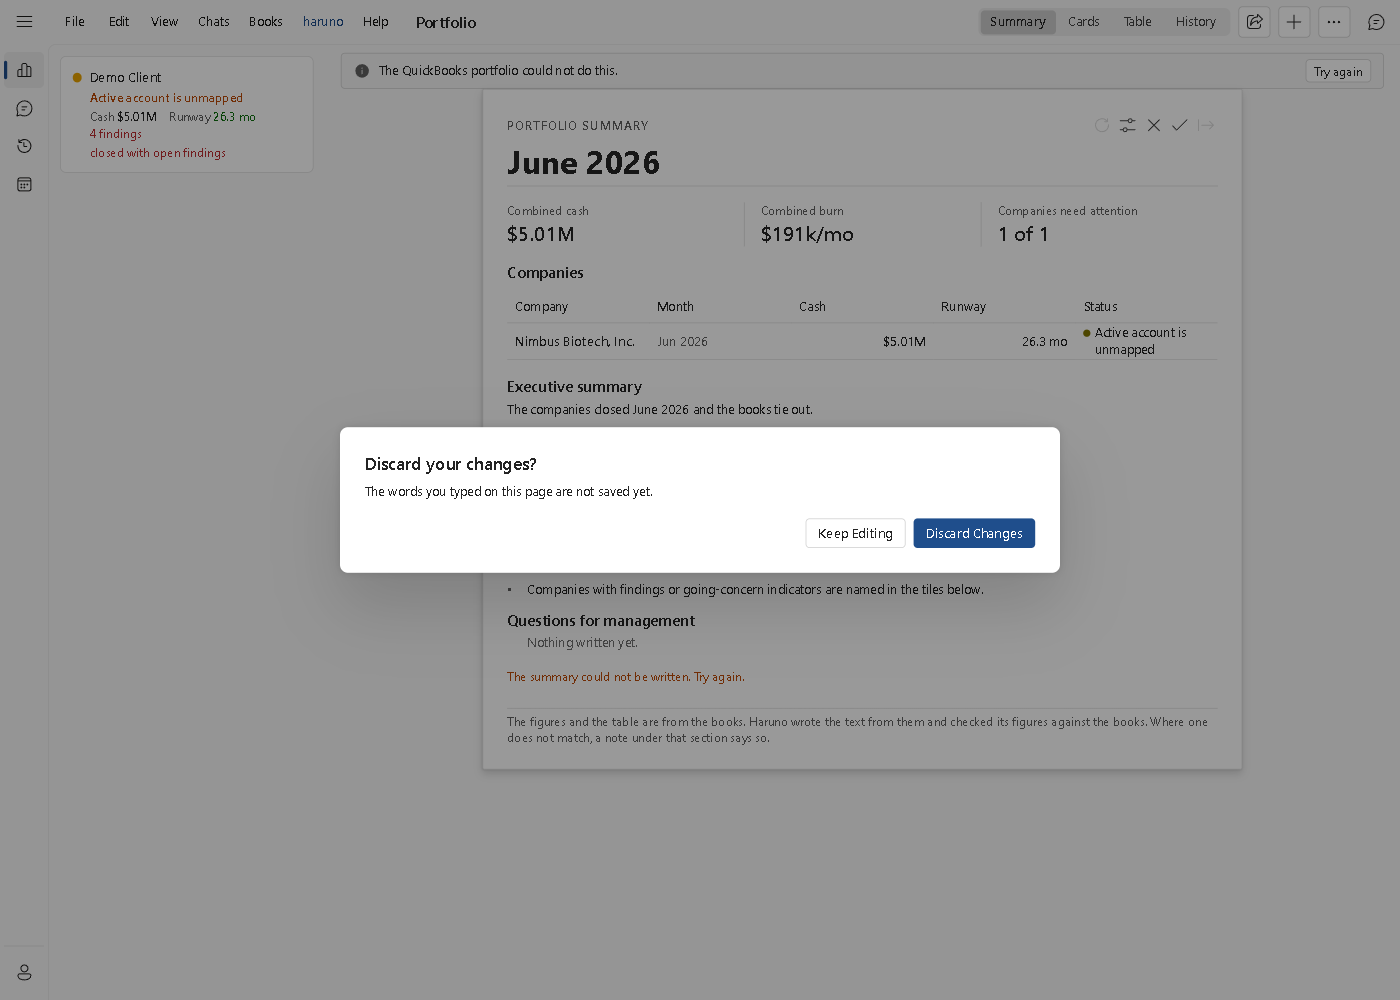 File Edit View Chats Books haruno Help Portfolio Summary Cards Table History
Demo Client
Active account is unmapped
Cash $5.01M Runway 26.3 mo
4 findings
closed with open findings
The QuickBooks portfolio could not do this. Try again
PORTFOLIO SUMMARY
June 2026
Combined cash Combined burn Companies need attention
$5.01M $191k/mo 1 of 1
Companies
Company Month Cash Runway Status
Nimbus Biotech, Inc. Jun 2026 $5.01M 26.3 mo Active account is
unmapped
Executive summary
The companies closed June 2026 and the books tie out.
Discard your changes?
The words you typed on this page are not saved yet.
Keep Editing Discard Changes
• Companies with findings or going-concern indicators are named in the tiles below.
Questions for management
Nothing written yet.
The summary could not be written. Try again.
The figures and the table are from the books. Haruno wrote the text from them and checked its figures against the books. Where one
does not match, a note under that section says so.